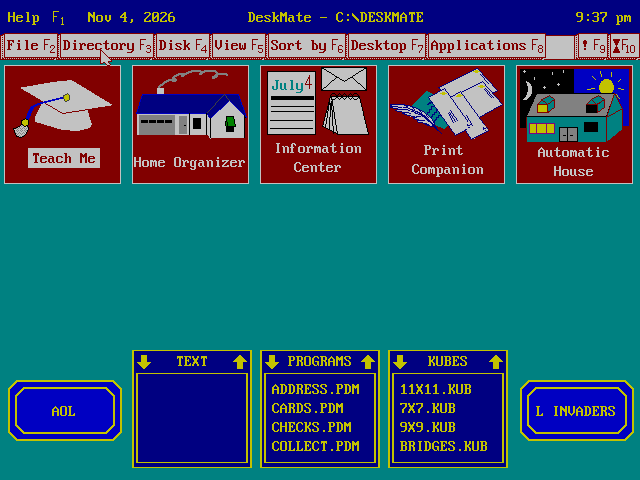 Help F1 Nov 4, 2026 DeskMate - C:\DESKMATE 9:37 pm
File F2 Directory F3 Disk F4 View F5 Sort by F6 Desktop F7 Applications F8 ! F9 F10
Teach Me
Home Organizer
July 4
Information
Center
Print
Companion
Automatic
House
TEXT
PROGRAMS
ADDRESS.PDM
CARDS.PDM
CHECKS.PDM
COLLECT.PDM
KUBES
11X11.KUB
7X7.KUB
9X9.KUB
BRIDGES.KUB
AOL
L INVADERS